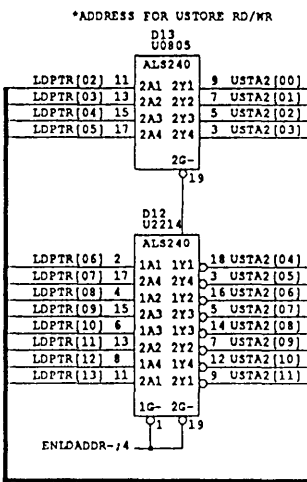 *ADDRESS FOR USTORE RD/WR
D13
U0805
ALS240
LDPTR[02] 11 2A1 2Y1 9 USTA2[00]
LDPTR[03] 13 2A2 2Y2 7 USTA2[01]
LDPTR[04] 15 2A3 2Y3 5 USTA2[02]
LDPTR[05] 17 2A4 2Y4 3 USTA2[03]
2G-
19
D12
U2214
ALS240
LDPTR[06] 2 1A1 1Y1 18 USTA2[04]
LDPTR[07] 17 2A4 2Y4 3 USTA2[05]
LDPTR[08] 4 1A2 1Y2 16 USTA2[06]
LDPTR[09] 15 2A3 2Y3 5 USTA2[07]
LDPTR[10] 6 1A3 1Y3 14 USTA2[08]
LDPTR[11] 13 2A2 2Y2 7 USTA2[09]
LDPTR[12] 8 1A4 1Y4 12 USTA2[10]
LDPTR[13] 11 2A1 2Y1 9 USTA2[11]
1G- 2G-
1 19
ENLDADDR-;4